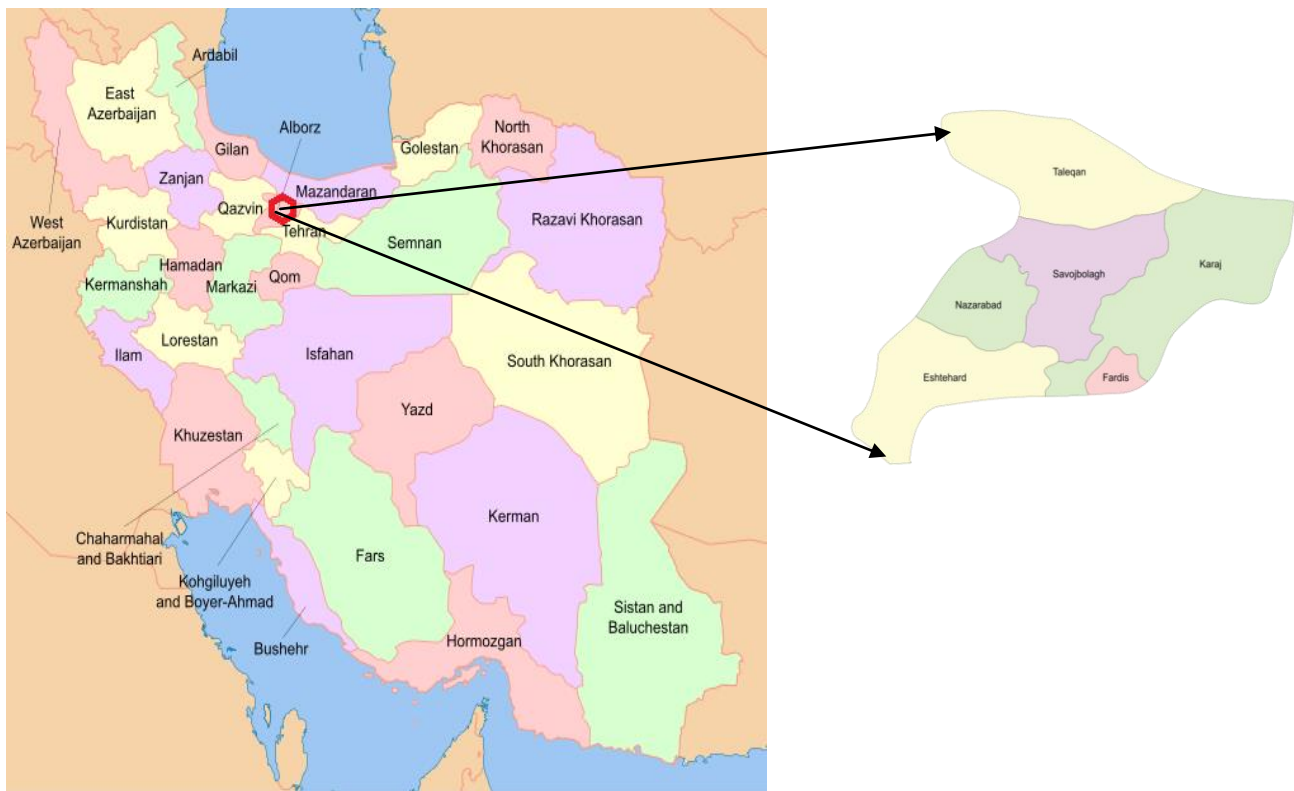 Ardabil
East
Azerbaijan
Alborz
North
Khorasan
Golestan
Gilan
Zanjan
Mazandaran
Qazvin
West
Azerbaijan
Kurdistan
Tehran
Razavi Khorasan
Semnan
Hamadan
Kermanshah
Markazi
Qom
Lorestan
Ilam
Isfahan
South Khorasan
Yazd
Khuzestan
Kerman
Chaharmahal
and Bakhtiari
Fars
Kohgiluyeh
and Boyer-Ahmad
Sistan and
Baluchestan
Bushehr
Hormozgan
Taleqan
Karaj
Savojbolagh
Nazarabad
Eshtehard
Fardis